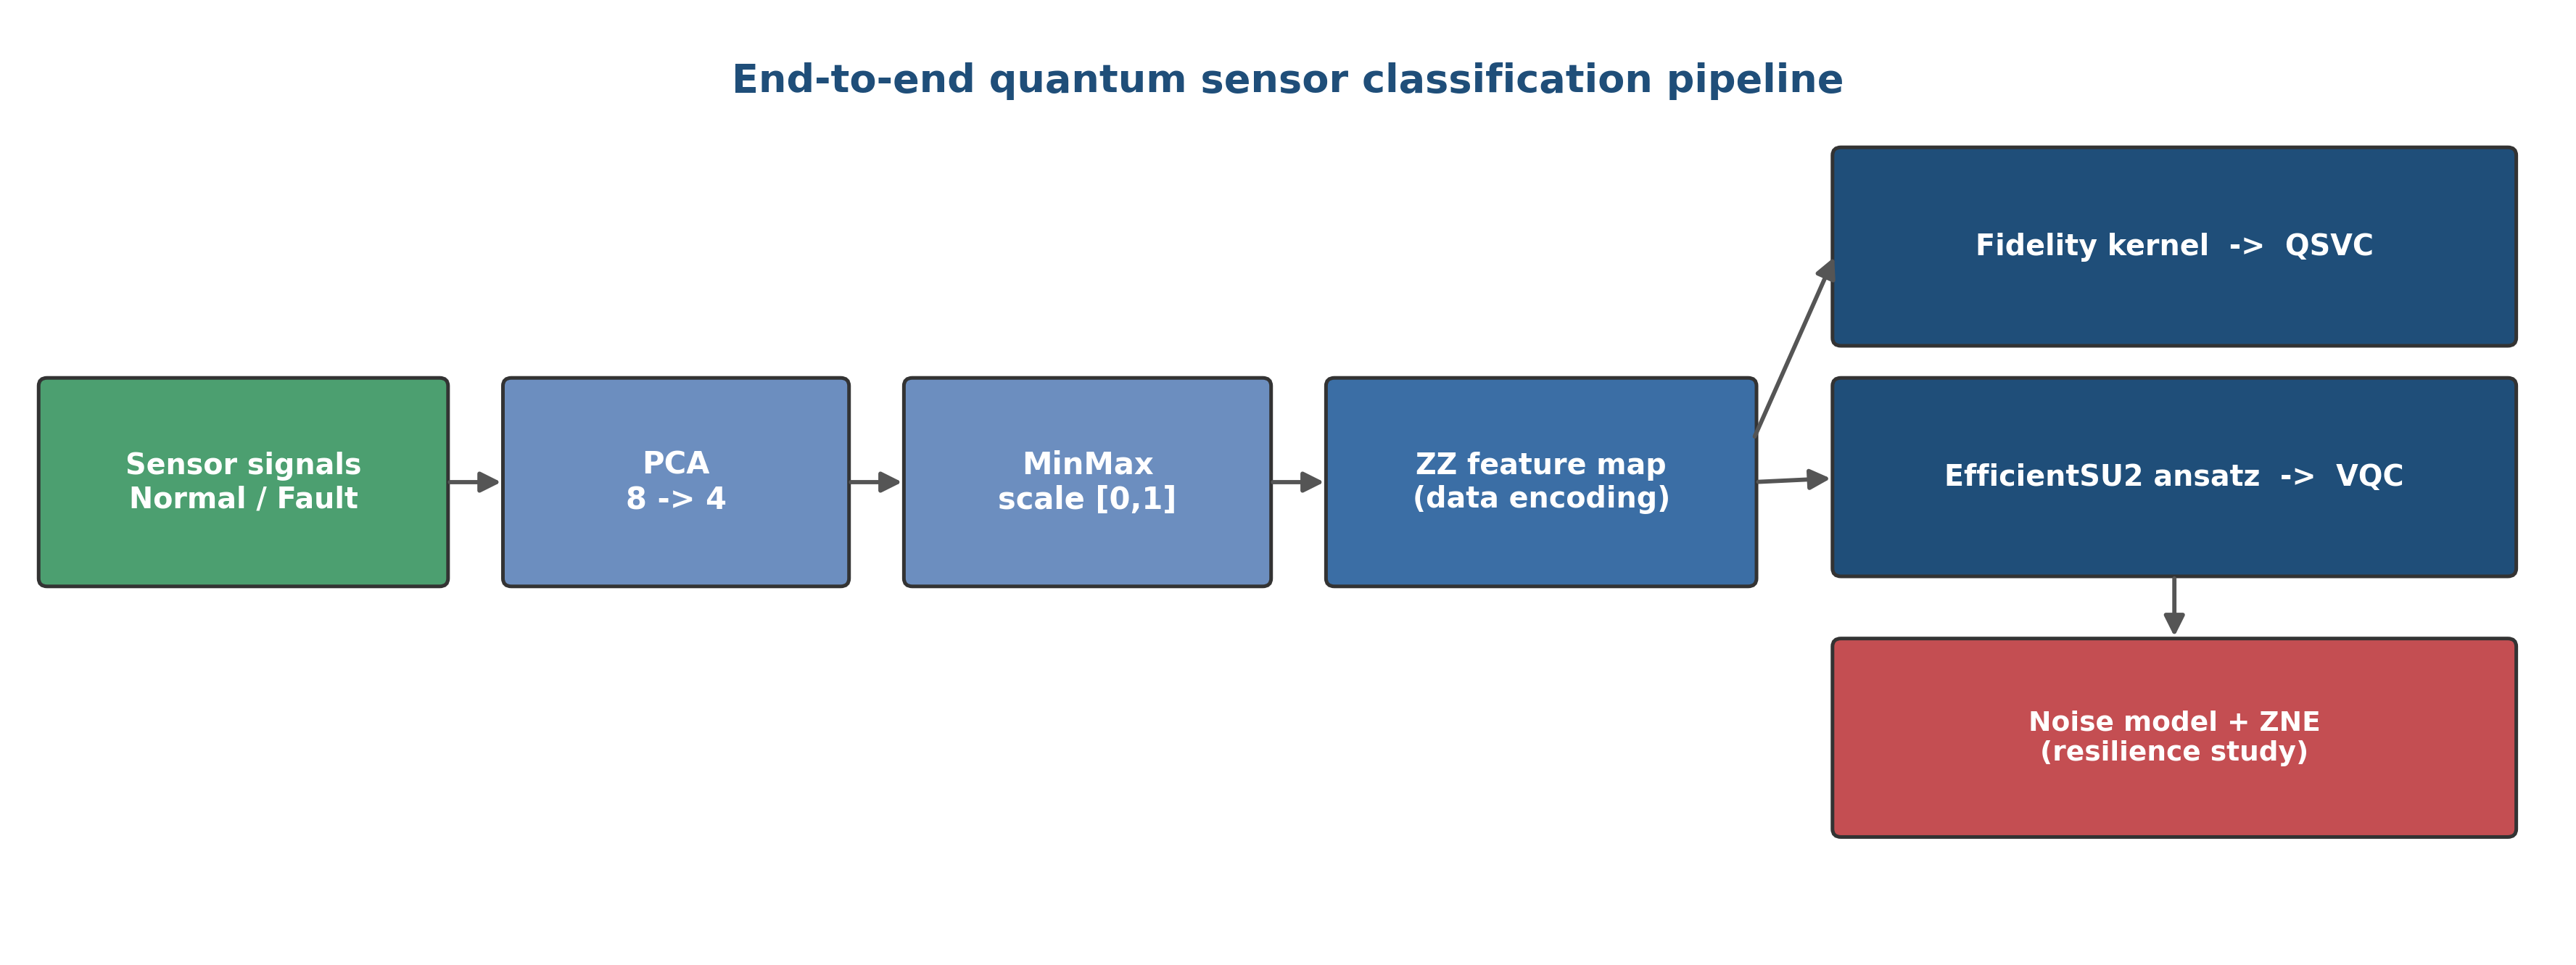 End-to-end quantum sensor classification pipeline
Fidelity kernel -> QSVC
Sensor signals
Normal / Fault
PCA
8 -> 4
MinMax
scale [0,1]
ZZ feature map
(data encoding)
EfficientSU2 ansatz -> VQC
Noise model + ZNE
(resilience study)